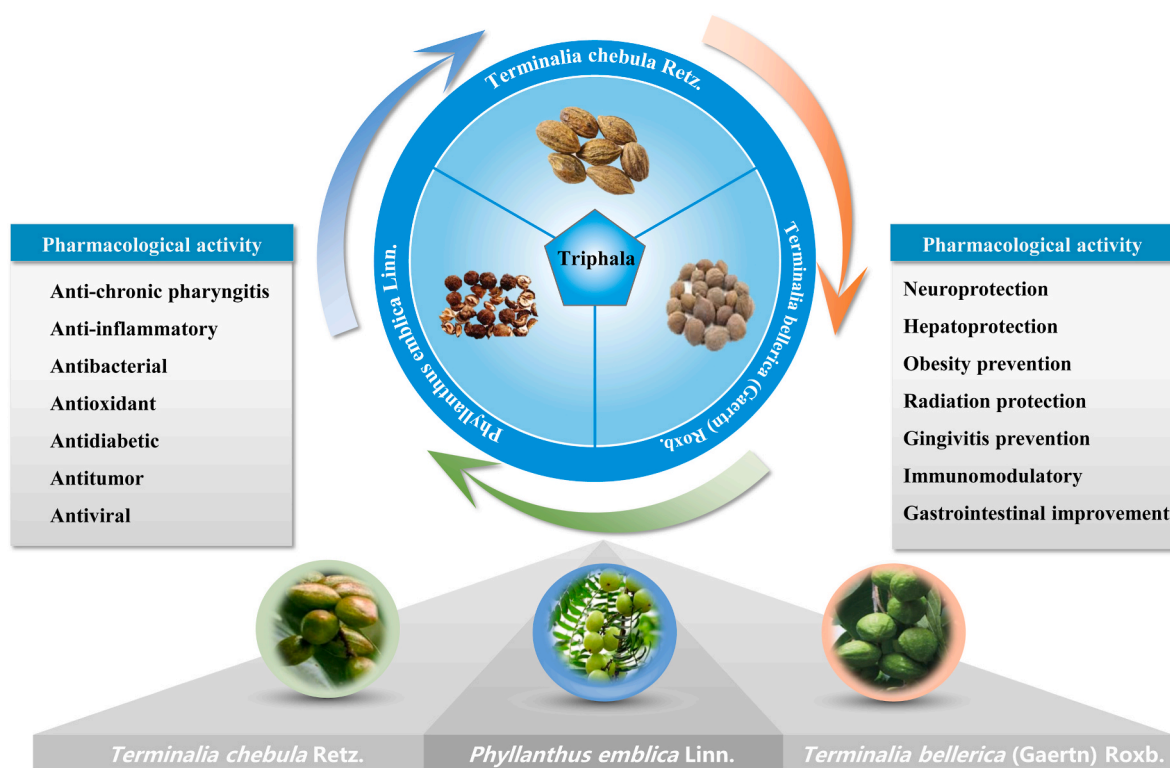 Terminalia chebula Retz.
Phyllanthus emblica Linn.
Terminalia bellerica (Gaertn) Roxb.
Triphala
Pharmacological activity
Anti-chronic pharyngitis
Anti-inflammatory
Antibacterial
Antioxidant
Antidiabetic
Antitumor
Antiviral
Pharmacological activity
Neuroprotection
Hepatoprotection
Obesity prevention
Radiation protection
Gingivitis prevention
Immunomodulatory
Gastrointestinal improvement
Terminalia chebula Retz.
Phyllanthus emblica Linn.
Terminalia bellerica (Gaertn) Roxb.